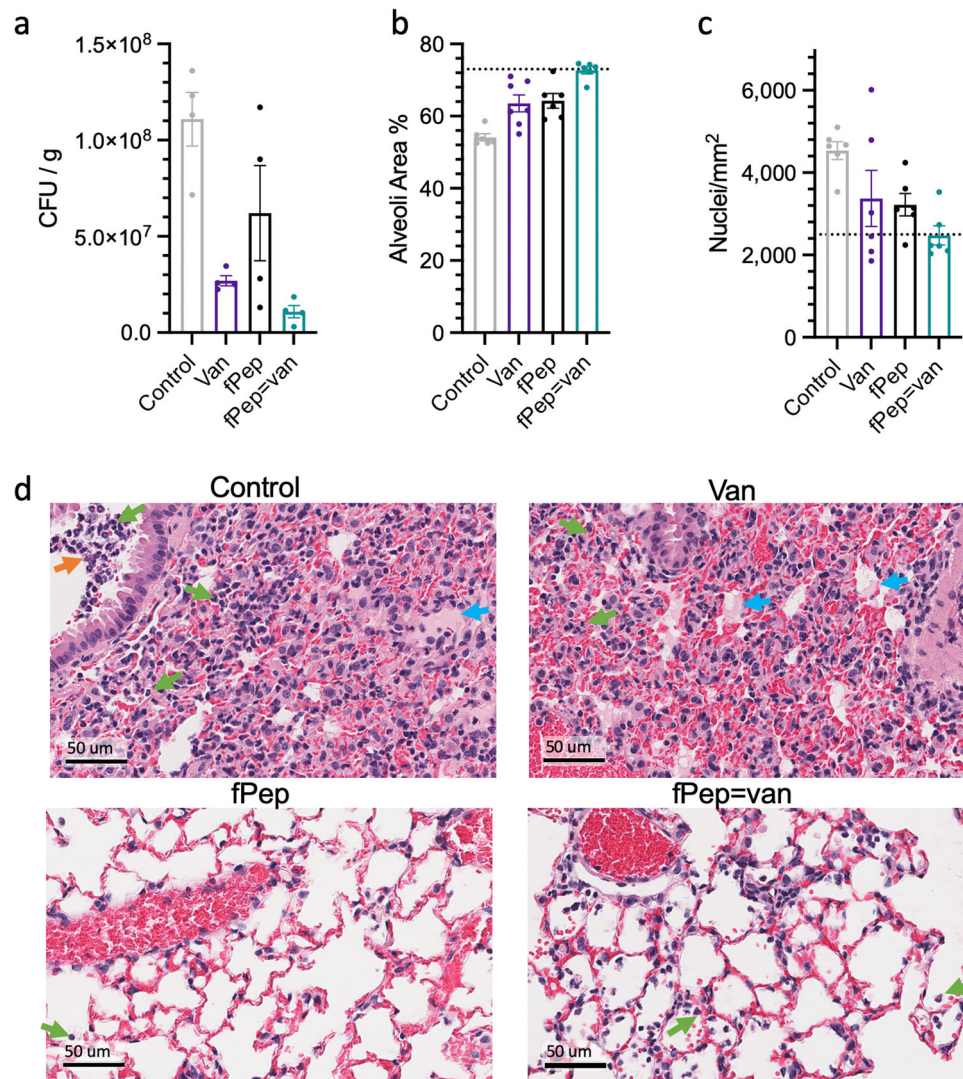 a
CFU / g
1.5×10⁸
1.0×10⁸
5.0×10⁷
0.0
Control
Van
fPep
fPep=van
b
Alveoli Area %
80
60
40
20
0
Control
Van
fPep
fPep=van
c
Nuclei/mm²
6,000
4,000
2,000
0
Control
Van
fPep
fPep=van
d
Control
Van
50 um
50 um
fPep
fPep=van
50 um
50 um